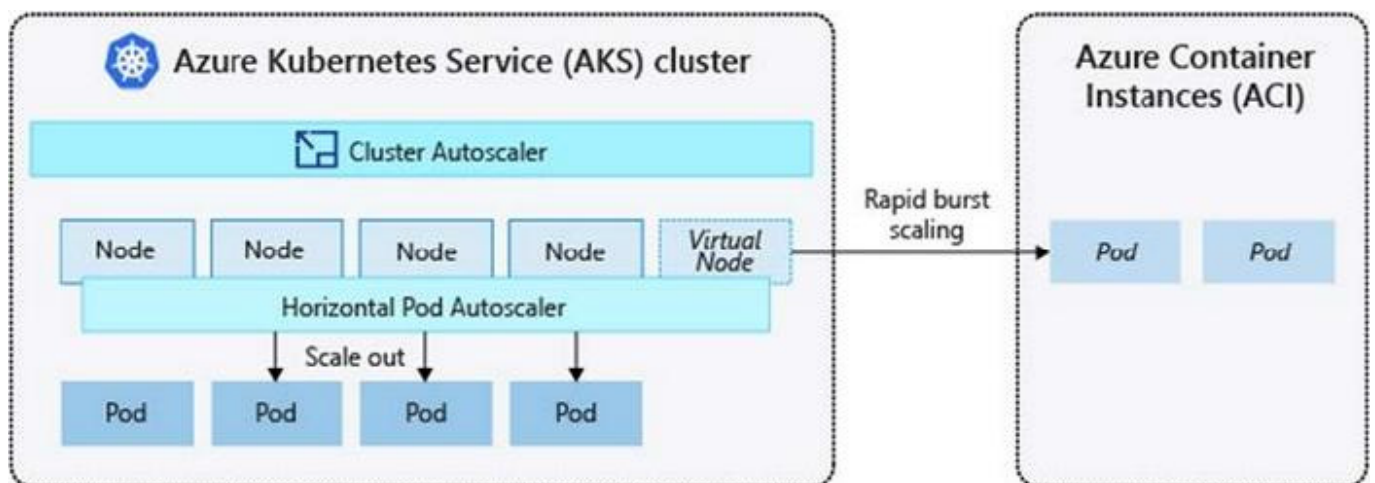 Azure Kubernetes Service (AKS) cluster
Cluster Autoscaler
Node
Node
Node
Node
Virtual
Node
Horizontal Pod Autoscaler
Scale out
Pod
Pod
Pod
Pod
Rapid burst
scaling
Azure Container
Instances (ACI)
Pod
Pod